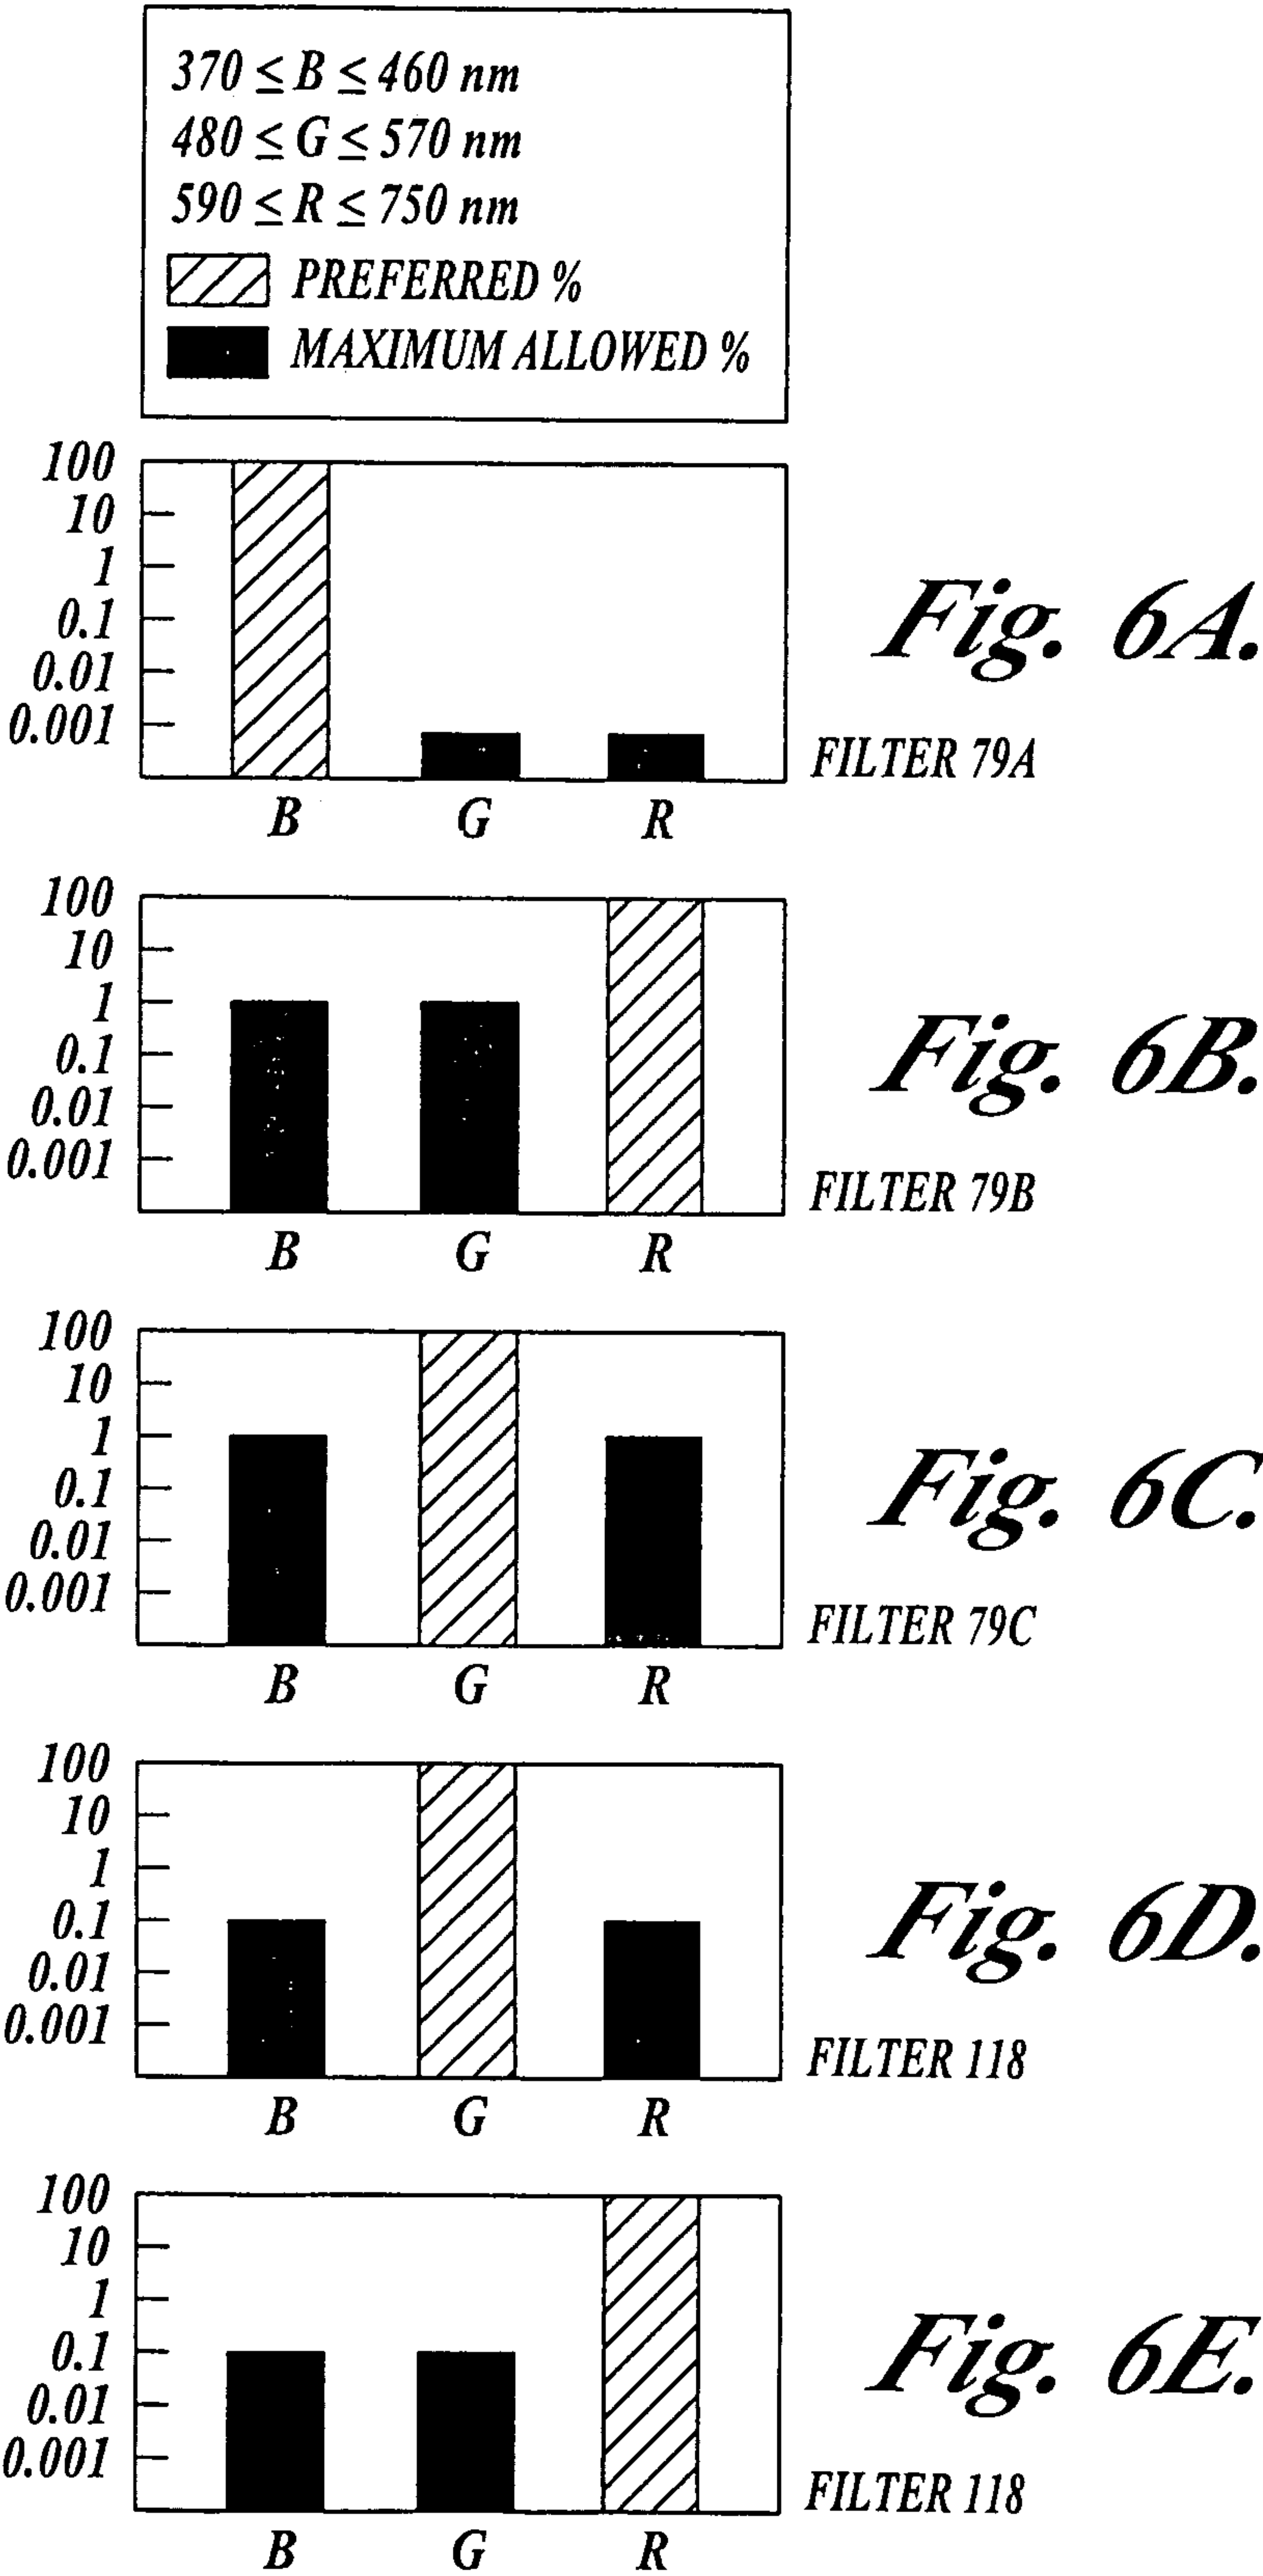 370 ≤ B ≤ 460 nm
480 ≤ G ≤ 570 nm
590 ≤ R ≤ 750 nm
PREFERRED %
MAXIMUM ALLOWED %
100
10
1
0.1
0.01
0.001
B G R
Fig. 6A.
FILTER 79A
100
10
1
0.1
0.01
0.001
B G R
Fig. 6B.
FILTER 79B
100
10
1
0.1
0.01
0.001
B G R
Fig. 6C.
FILTER 79C
100
10
1
0.1
0.01
0.001
B G R
Fig. 6D.
FILTER 118
100
10
1
0.1
0.01
0.001
B G R
Fig. 6E.
FILTER 118